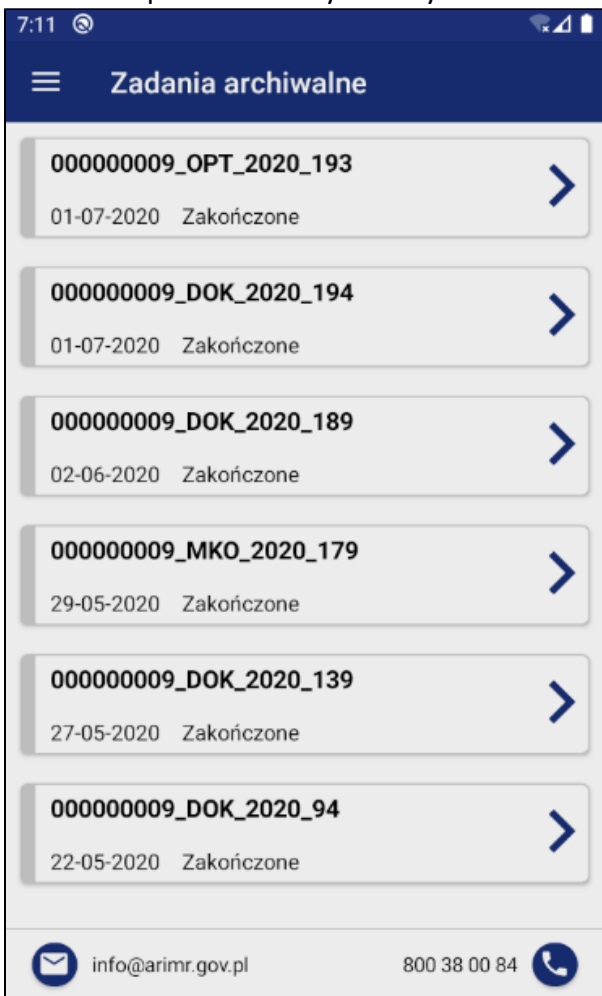 7:11
Zadania archiwalne
000000009_OPT_2020_193
01-07-2020 Zakończone
000000009_DOK_2020_194
01-07-2020 Zakończone
000000009_DOK_2020_189
02-06-2020 Zakończone
000000009_MKO_2020_179
29-05-2020 Zakończone
000000009_DOK_2020_139
27-05-2020 Zakończone
000000009_DOK_2020_94
22-05-2020 Zakończone
info@arimr.gov.pl 800 38 00 84